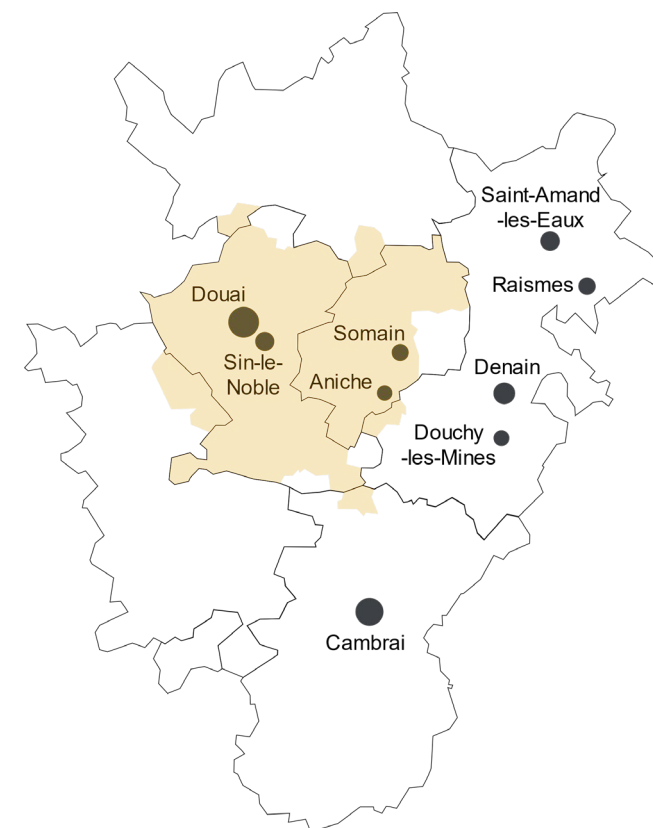 Saint-Amand
-les-Eaux
Raismes
Douai
Somain
Sin-le-
Noble
Aniche
Denain
Douchy
-les-Mines
Cambrai